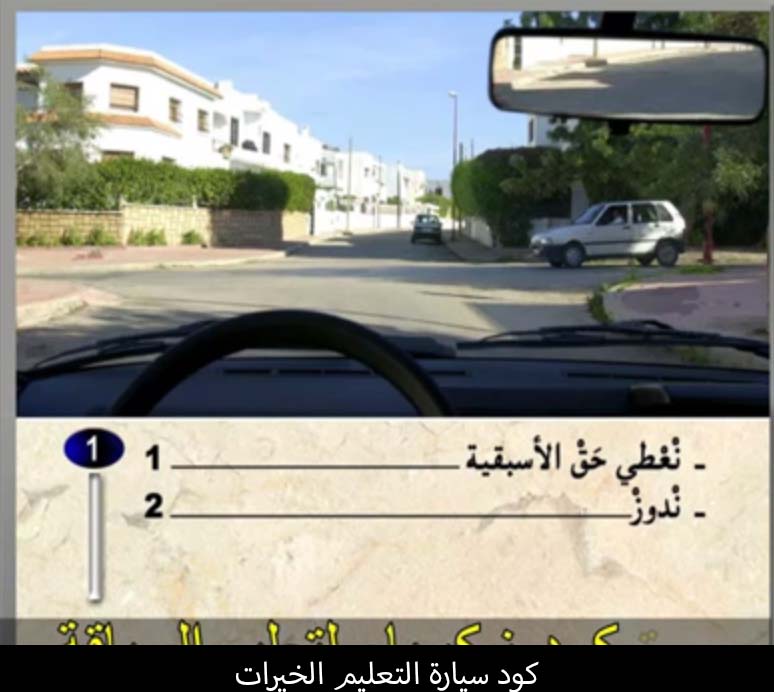 1
- نْعْطي حَقْ الأسبقية 1
- نْدوزْ 2
كود سيارة التعليم الخيرات